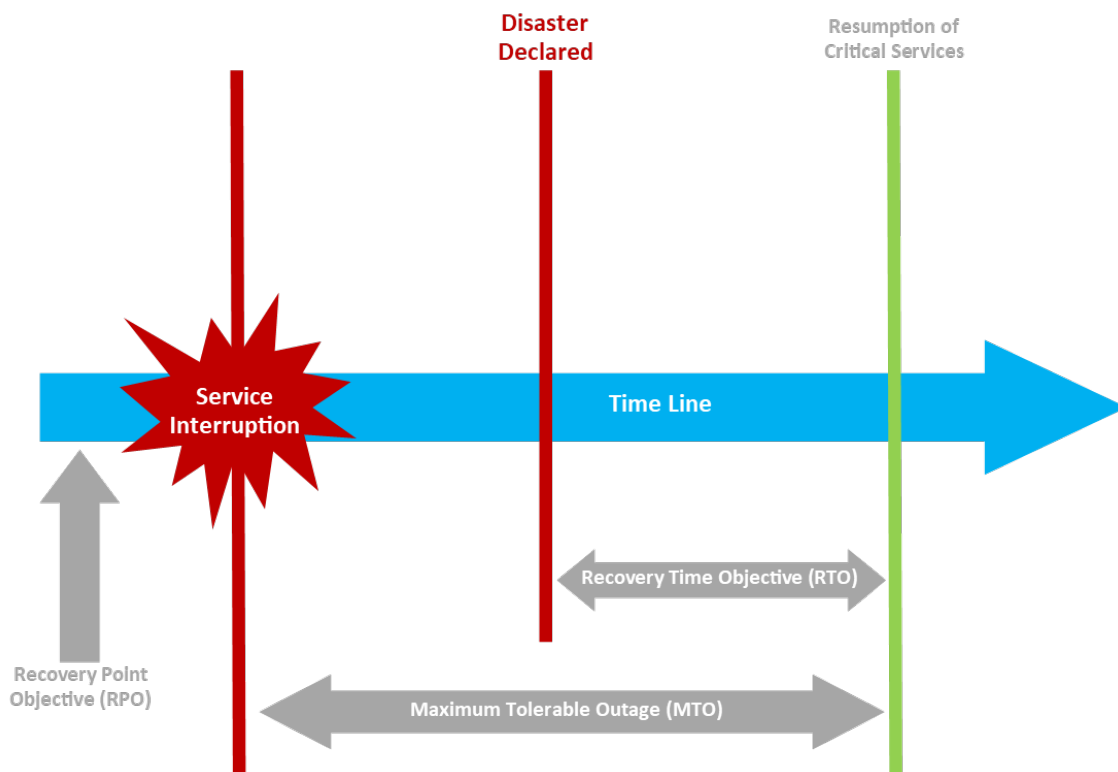 Disaster
Declared
Resumption of
Critical Services
Service
Interruption
Time Line
Recovery Time Objective (RTO)
Recovery Point
Objective (RPO)
Maximum Tolerable Outage (MTO)